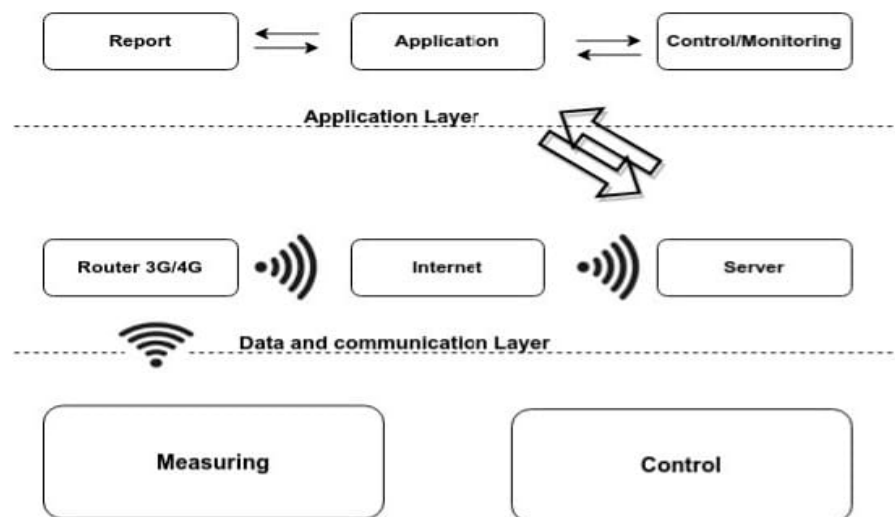 Report
Application
Control/Monitoring
Application Layer
Router 3G/4G
Internet
Server
Data and communication Layer
Measuring
Control